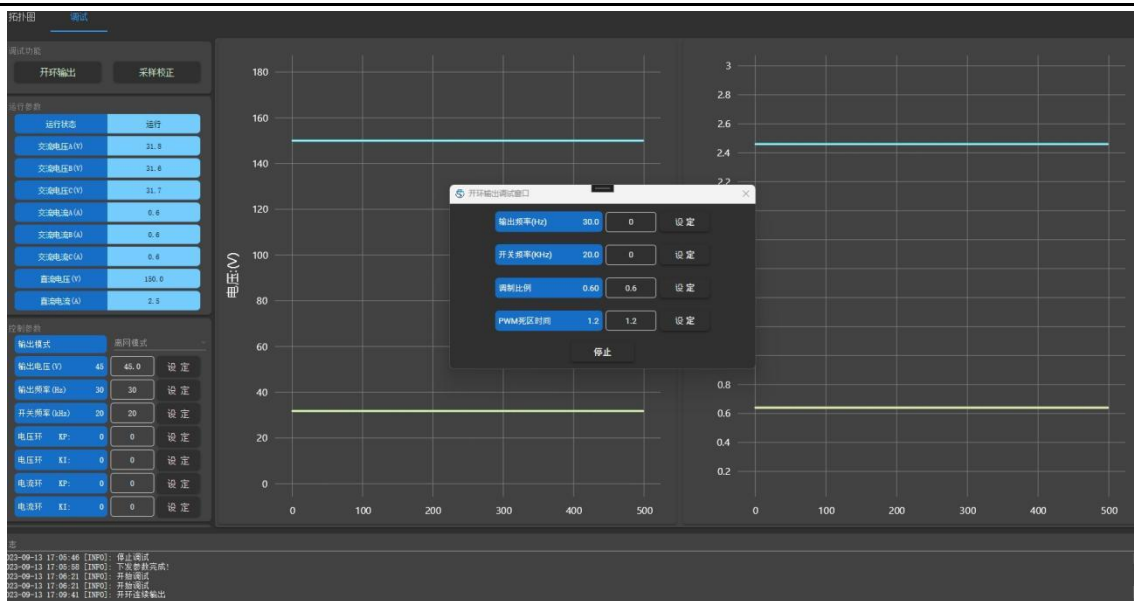 拓扑图 调试
调试功能
开环输出 采样校正
运行参数
运行状态 运行
交流电压A(V) 31.8
交流电压B(V) 31.6
交流电压C(V) 31.7
交流电流A(A) 0.6
交流电流B(A) 0.6
交流电流C(A) 0.6
直流电压(V) 150.0
直流电流(A) 2.5
控制参数
输出模式 离网模式
输出电压(V) 45 45.0 设 定
输出频率(Hz) 30 30 设 定
开关频率(kHz) 20 20 设 定
电压环 KP: 0 0 设 定
电压环 KI: 0 0 设 定
电流环 KP: 0 0 设 定
电流环 KI: 0 0 设 定
电压:(V)
180
160
140
120
100
80
60
40
20
0
0 100 200 300 400 500
开环输出调试窗口
输出频率(Hz) 30.0 0 设 定
开关频率(KHz) 20.0 0 设 定
调制比例 0.60 0.6 设 定
PWM死区时间 1.2 1.2 设 定
停止
3
2.8
2.6
2.4
2.2
0.8
0.6
0.4
0.2
0 100 200 300 400 500
志
023-09-13 17:05:46 [INFO]: 停止调试
023-09-13 17:05:58 [INFO]: 下发参数完成!
023-09-13 17:06:21 [INFO]: 开始调试
023-09-13 17:06:21 [INFO]: 开始调试
023-09-13 17:09:41 [INFO]: 开环连续输出